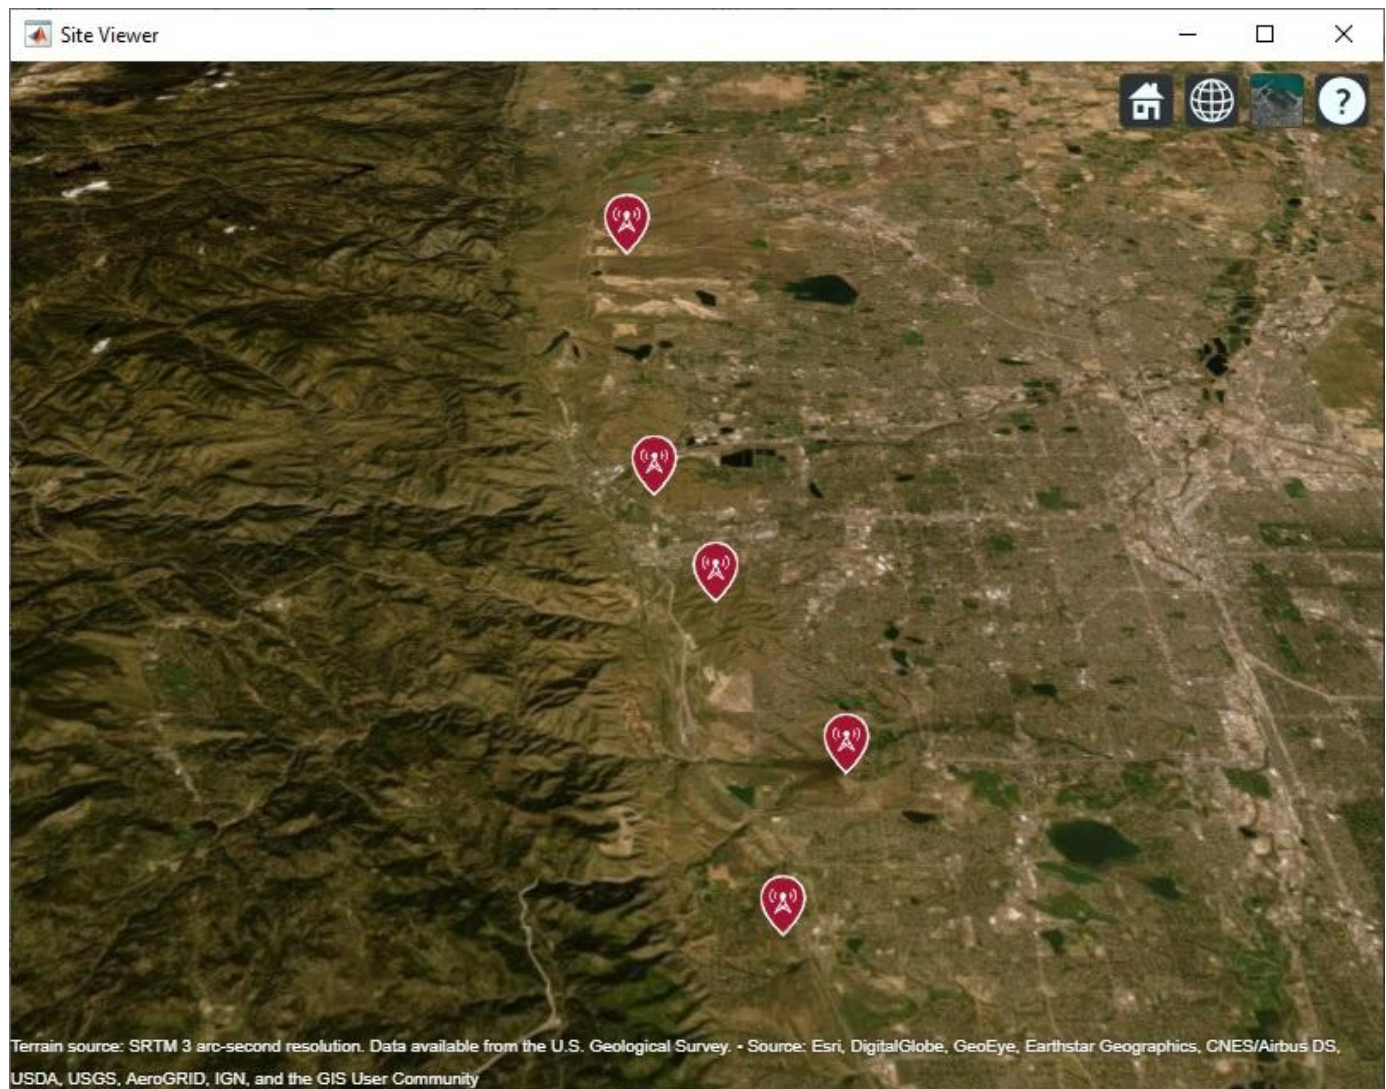 Site Viewer
?
Terrain source: SRTM 3 arc-second resolution. Data available from the U.S. Geological Survey. • Source: Esri, DigitalGlobe, GeoEye, Earthstar Geographics, CNES/Airbus DS,
USDA, USGS, AeroGRID, IGN, and the GIS User Community